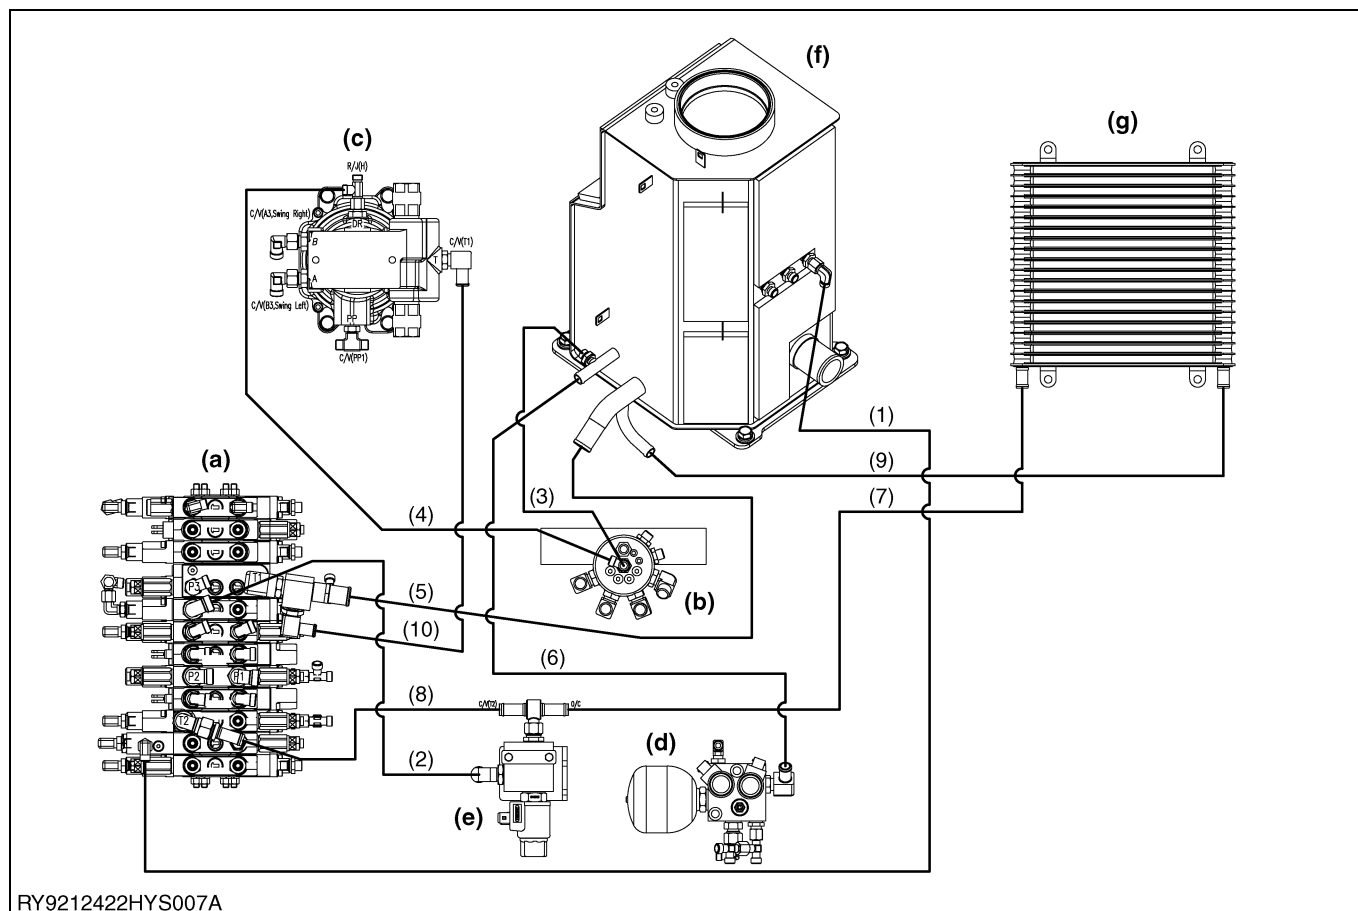 (f)
(c)
(g)
R/J(H)
C/V(A3,Swing Right)
DR
B
C/V(T1)
T
A
C/V(B3,Swing Left)
PP
C/V(PP1)
(1)
(a)
(9)
(3)
(7)
(4)
P3
(5)
(b)
(10)
(6)
P2
P1
(8)
C/V(T2)
O/C
T2
(d)
(2)
(e)
RY9212422HYS007A